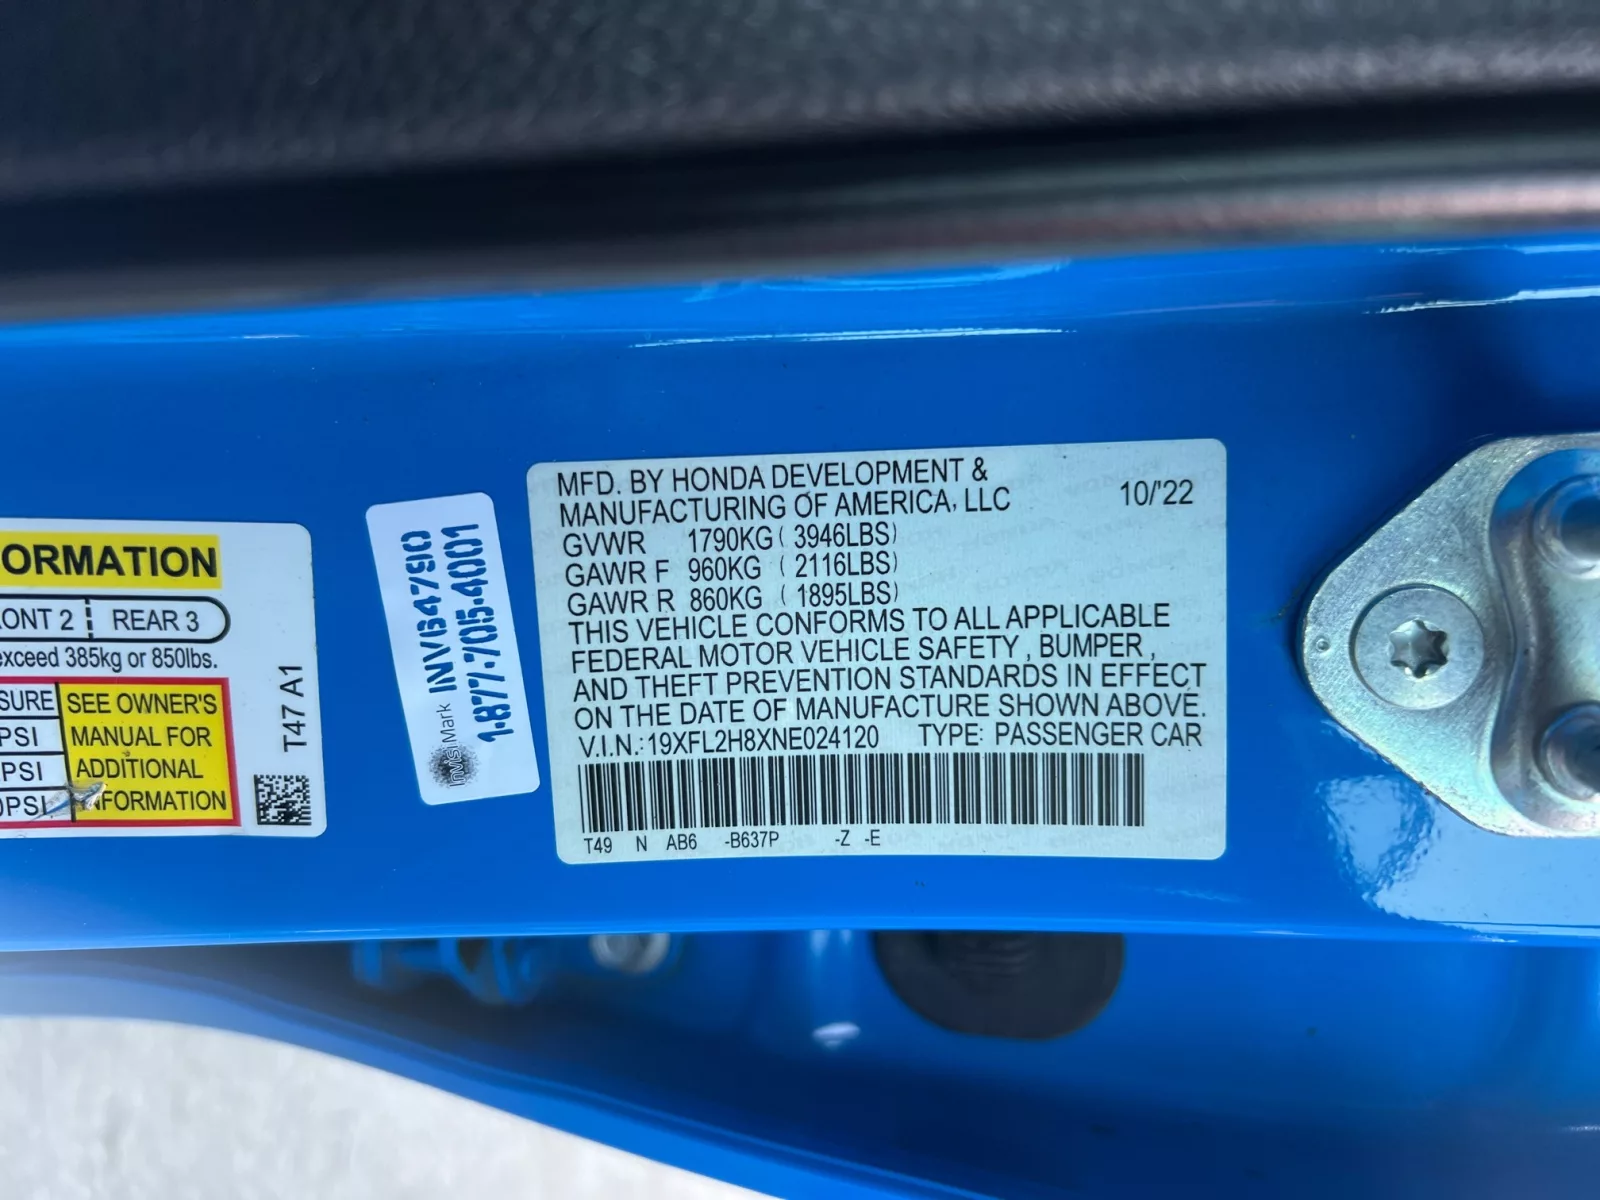 ORMATION
ONT 2 REAR 3
exceed 385kg or 850lbs.
SURE
PSI
PSI
0PSI
SEE OWNER'S
MANUAL FOR
ADDITIONAL
INFORMATION
T47 A1
InvisiMark INV64790
1-877-705-4001
MFD. BY HONDA DEVELOPMENT &
MANUFACTURING OF AMERICA, LLC 10/'22
GVWR 1790KG ( 3946LBS)
GAWR F 960KG ( 2116LBS)
GAWR R 860KG ( 1895LBS)
THIS VEHICLE CONFORMS TO ALL APPLICABLE
FEDERAL MOTOR VEHICLE SAFETY , BUMPER ,
AND THEFT PREVENTION STANDARDS IN EFFECT
ON THE DATE OF MANUFACTURE SHOWN ABOVE.
V.I.N.: 19XFL2H8XNE024120 TYPE: PASSENGER CAR
T49 N AB6 -B637P -Z -E